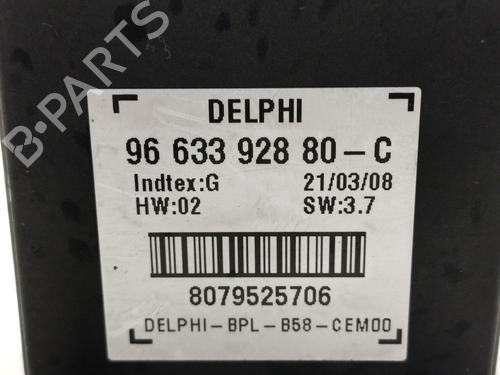 B-PARTS
DELPHI
96 633 928 80-C
Indtex:G 21/03/08
HW:02 SW:3.7
8079525706
DELPHI-BPL-B58-CEM00